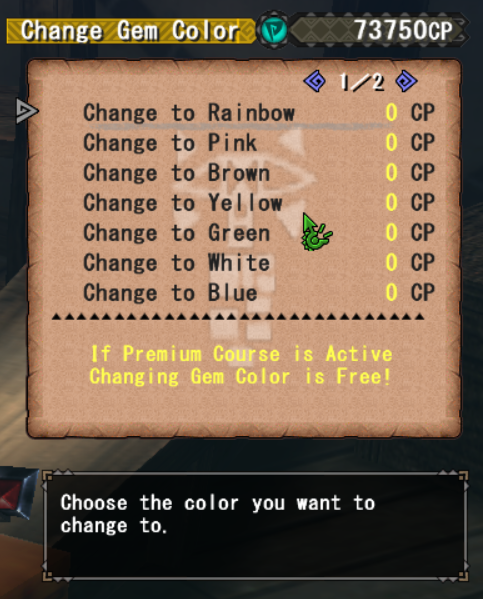 Change Gem Color 73750CP
1/2
Change to Rainbow 0 CP
Change to Pink 0 CP
Change to Brown 0 CP
Change to Yellow 0 CP
Change to Green 0 CP
Change to White 0 CP
Change to Blue 0 CP
If Premium Course is Active
Changing Gem Color is Free!
Choose the color you want to
change to.